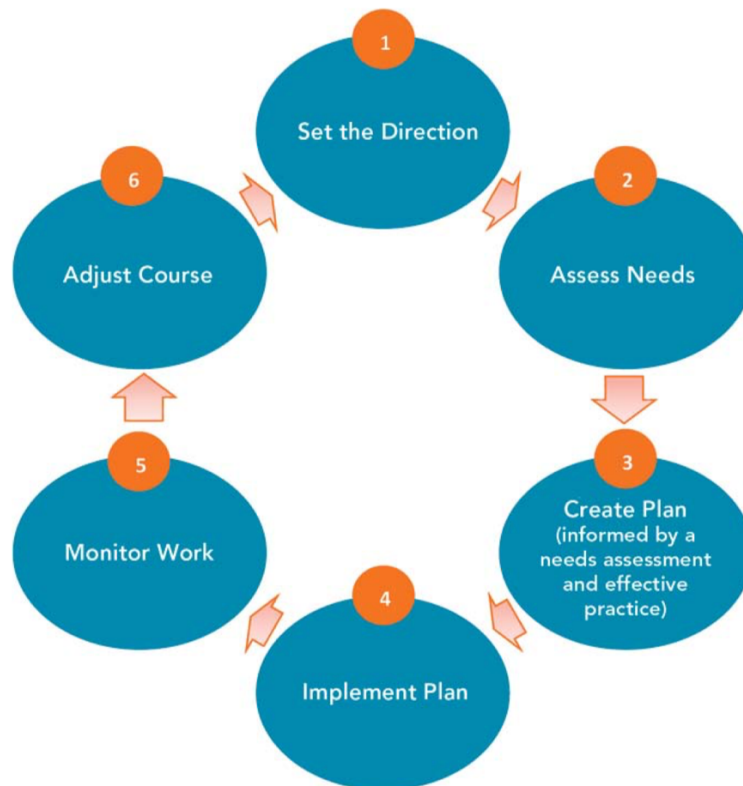 1
Set the Direction
2
Assess Needs
3
Create Plan
(informed by a
needs assessment
and effective
practice)
4
Implement Plan
5
Monitor Work
6
Adjust Course